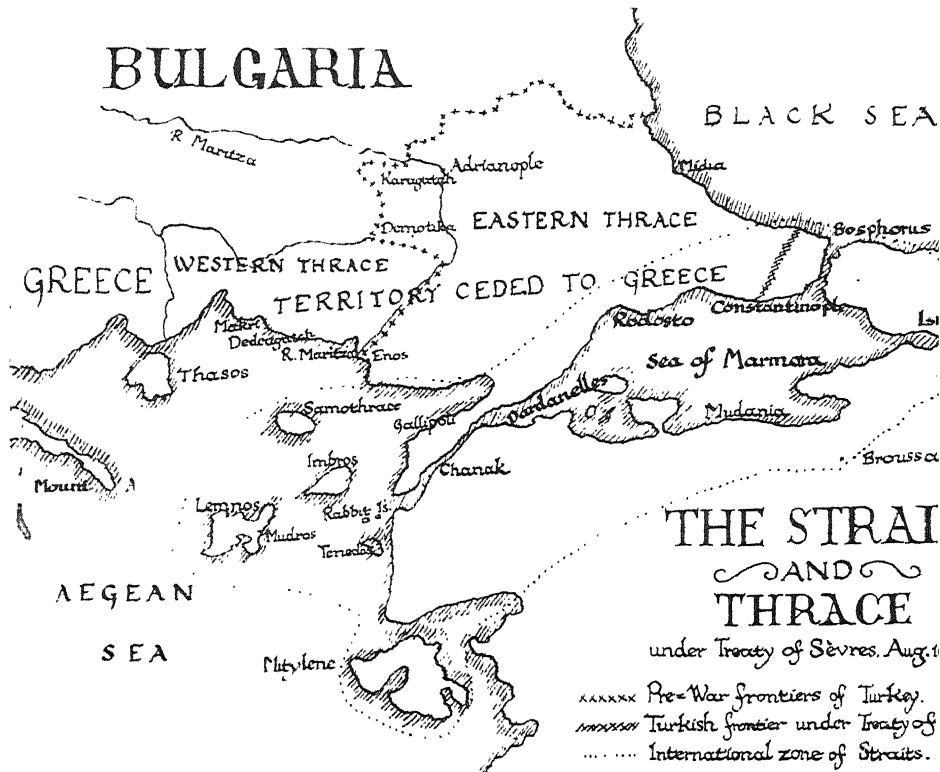 BULGARIA
BLACK SEA
R. Maritza
Adrianople
Midia
Karagatch
Demotika
EASTERN THRACE
Bosphorus
GREECE
WESTERN THRACE
TERRITORY CEDED TO GREECE
Constantinople
Makri
Rodosto
Dedeagatch
R. Maritza
Enos
Sea of Marmara
Thasos
Dardanelles
Samothrace
Gallipoli
Mudania
Imbros
Chanak
Broussa
Mount
Lemnos
Rabbit Is.
Mudros
Tenedos
THE STRAI
AND
THRACE
AEGEAN
SEA
under Treaty of Sèvres, Aug. 10
Mitylene
Pre=War frontiers of Turkey.
Turkish frontier under Treaty of
International zone of Straits.